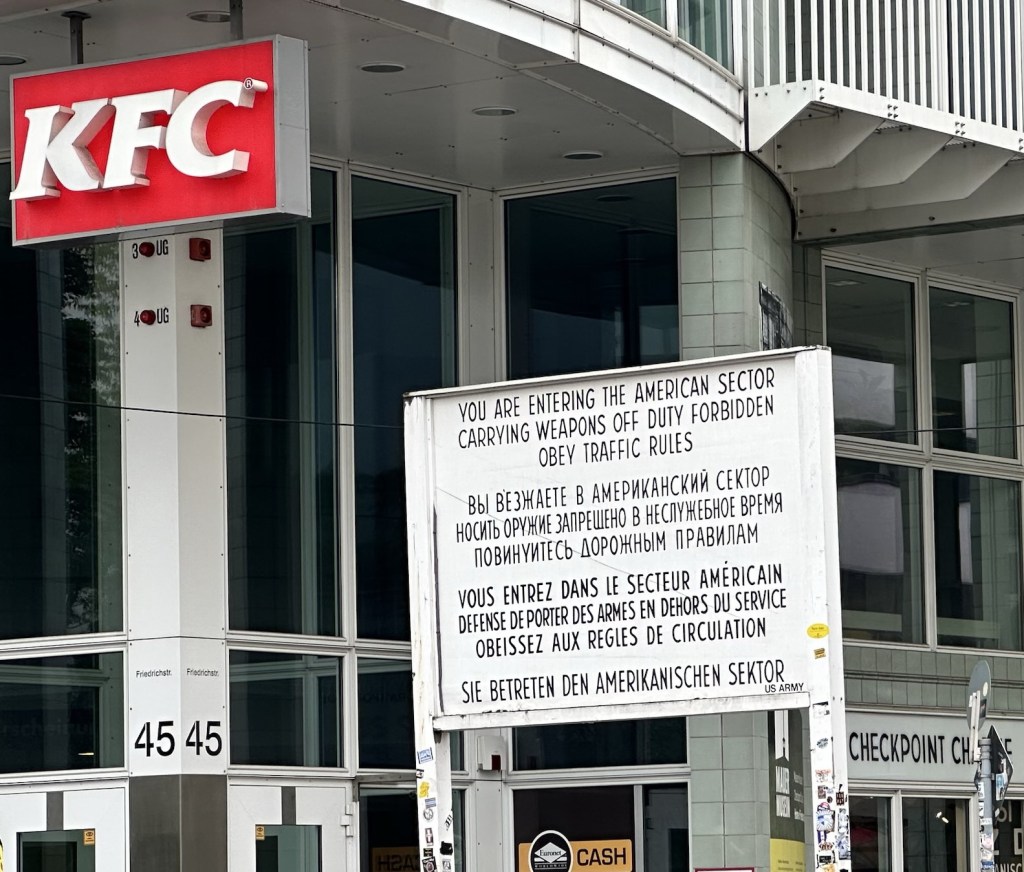 KFC®
3 UG
4 UG
YOU ARE ENTERING THE AMERICAN SECTOR
CARRYING WEAPONS OFF DUTY FORBIDDEN
OBEY TRAFFIC RULES
ВЫ ВЪЕЗЖАЕТЕ В АМЕРИКАНСКИЙ СЕКТОР
НОСИТЬ ОРУЖИЕ ЗАПРЕЩЕНО В НЕСЛУЖЕБНОЕ ВРЕМЯ
ПОВИНУИТЕСЬ ДОРОЖНЫМ ПРАВИЛАМ
VOUS ENTREZ DANS LE SECTEUR AMÉRICAIN
DEFENSE DE PORTER DES ARMES EN DEHORS DU SERVICE
OBEISSEZ AUX REGLES DE CIRCULATION
SIE BETRETEN DEN AMERIKANISCHEN SEKTOR
US ARMY
Friedrichstr. Friedrichstr.
45 45
CHECKPOINT
Euronet
CASH
CASH